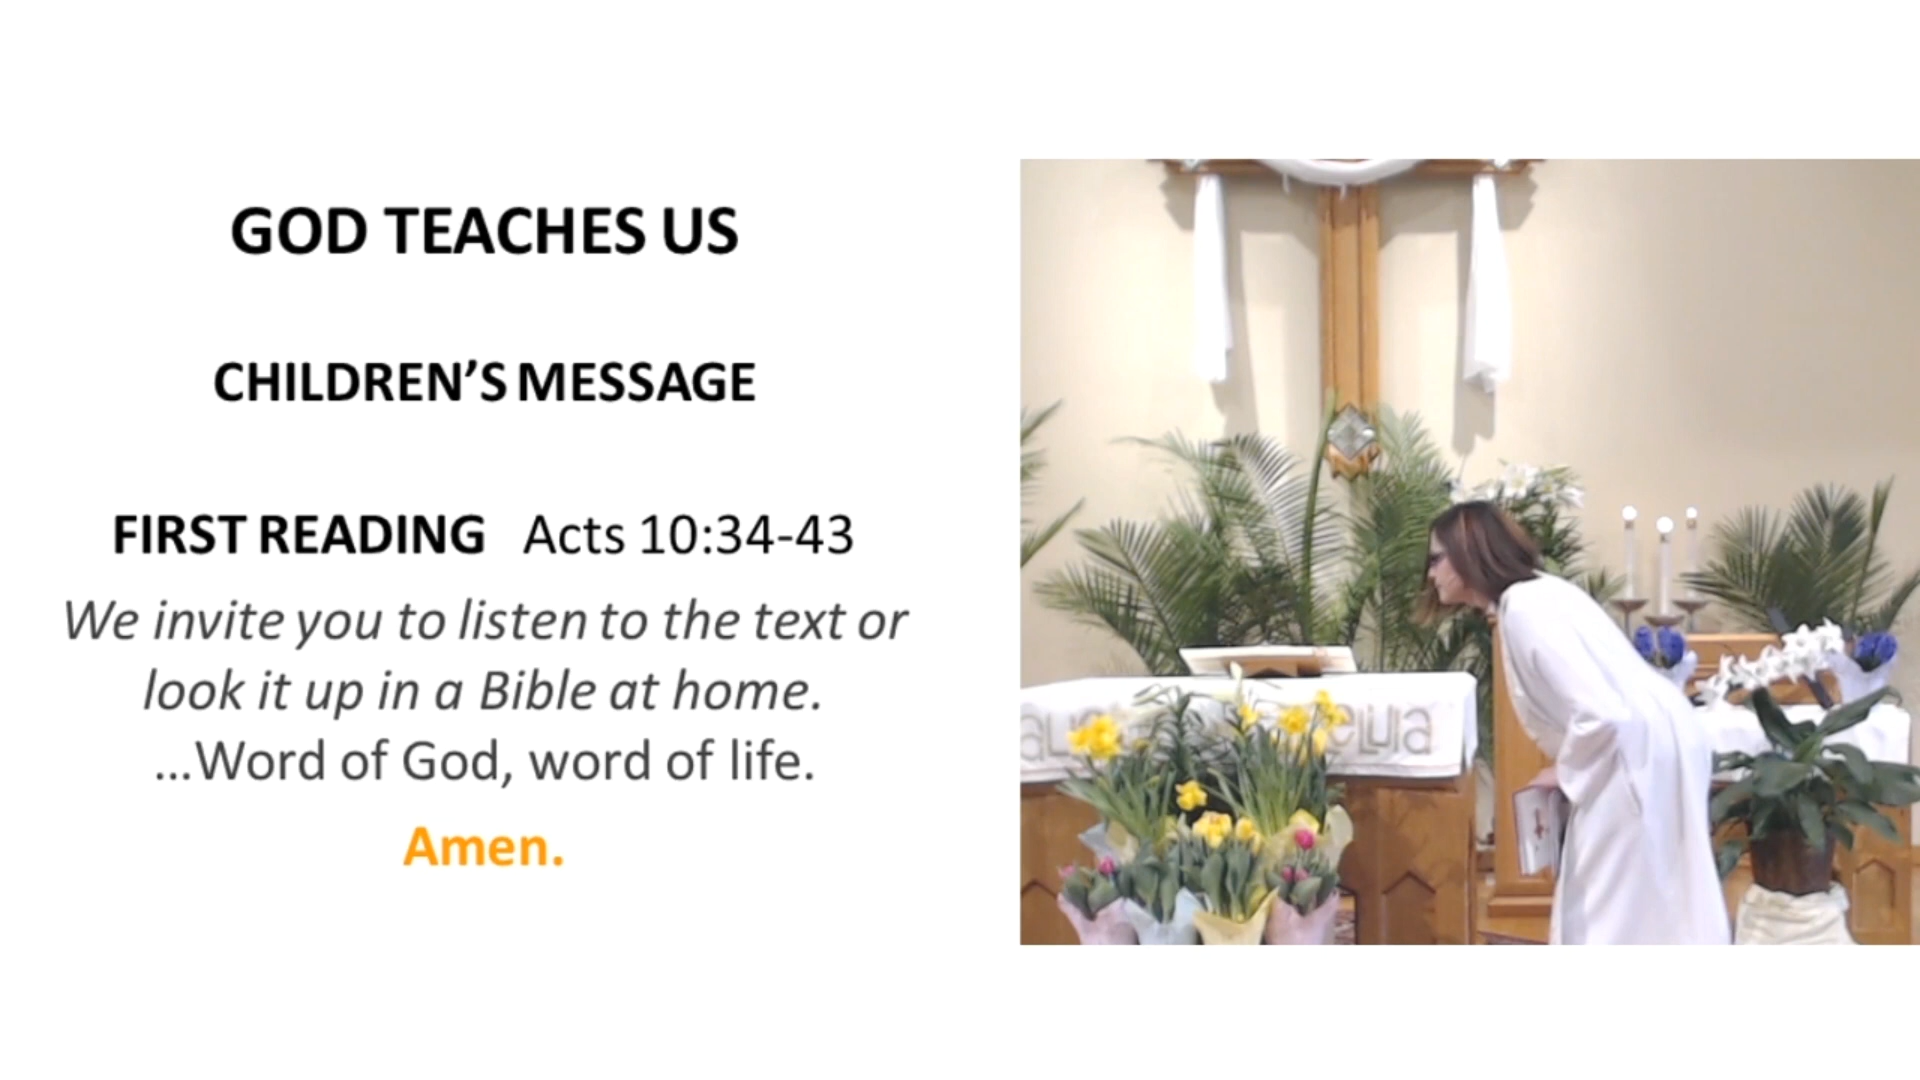 GOD TEACHES US
CHILDREN’S MESSAGE
FIRST READING Acts 10:34-43
We invite you to listen to the text or
look it up in a Bible at home.
...Word of God, word of life.
Amen.